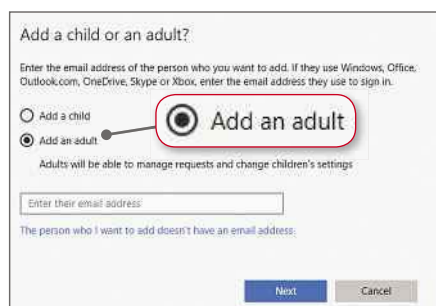 Add a child or an adult?
Enter the email address of the person who you want to add. If they use Windows, Office,
Outlook.com, OneDrive, Skype or Xbox, enter the email address they use to sign in.
Add a child
Add an adult
Add an adult
Adults will be able to manage requests and change children's settings
Enter their email address
The person who I want to add doesn't have an email address
Next
Cancel